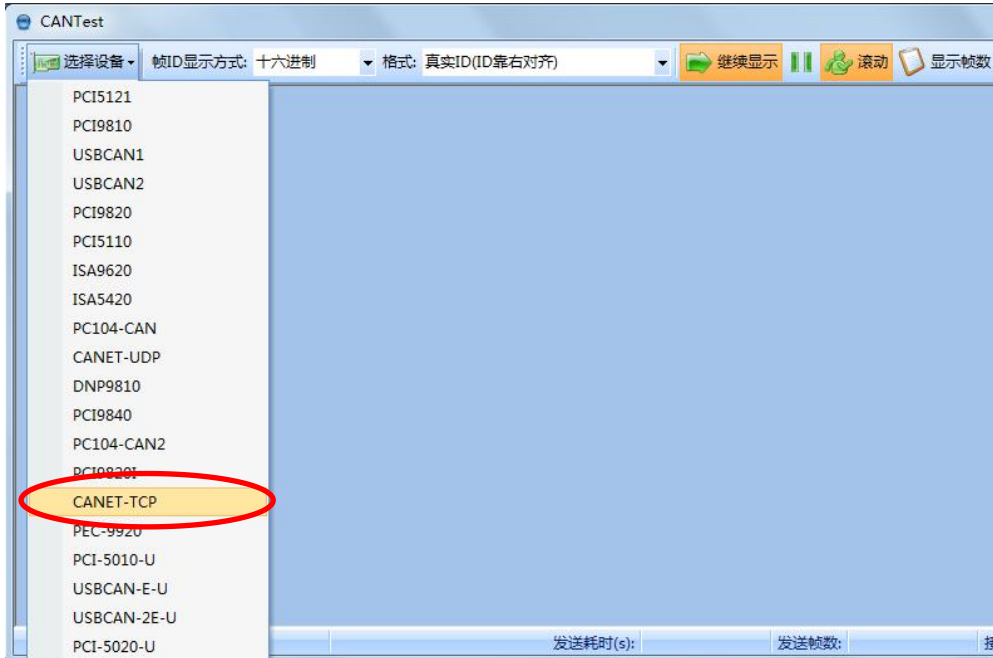 CANTest
选择设备 帧ID显示方式: 十六进制 格式: 真实ID(ID靠右对齐) 继续显示 滚动 显示帧数
PCI5121
PCI9810
USBCAN1
USBCAN2
PCI9820
PCI5110
ISA9620
ISA5420
PC104-CAN
CANET-UDP
DNP9810
PCI9840
PC104-CAN2
PCI9820I
CANET-TCP
PEC-9920
PCI-5010-U
USBCAN-E-U
USBCAN-2E-U
PCI-5020-U 发送耗时(s): 发送帧数: